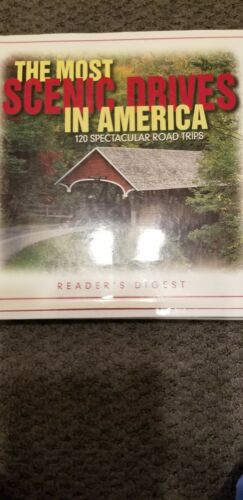 THE MOST
SCENIC DRIVES
IN AMERICA
120 SPECTACULAR ROAD TRIPS
READER'S DIGEST